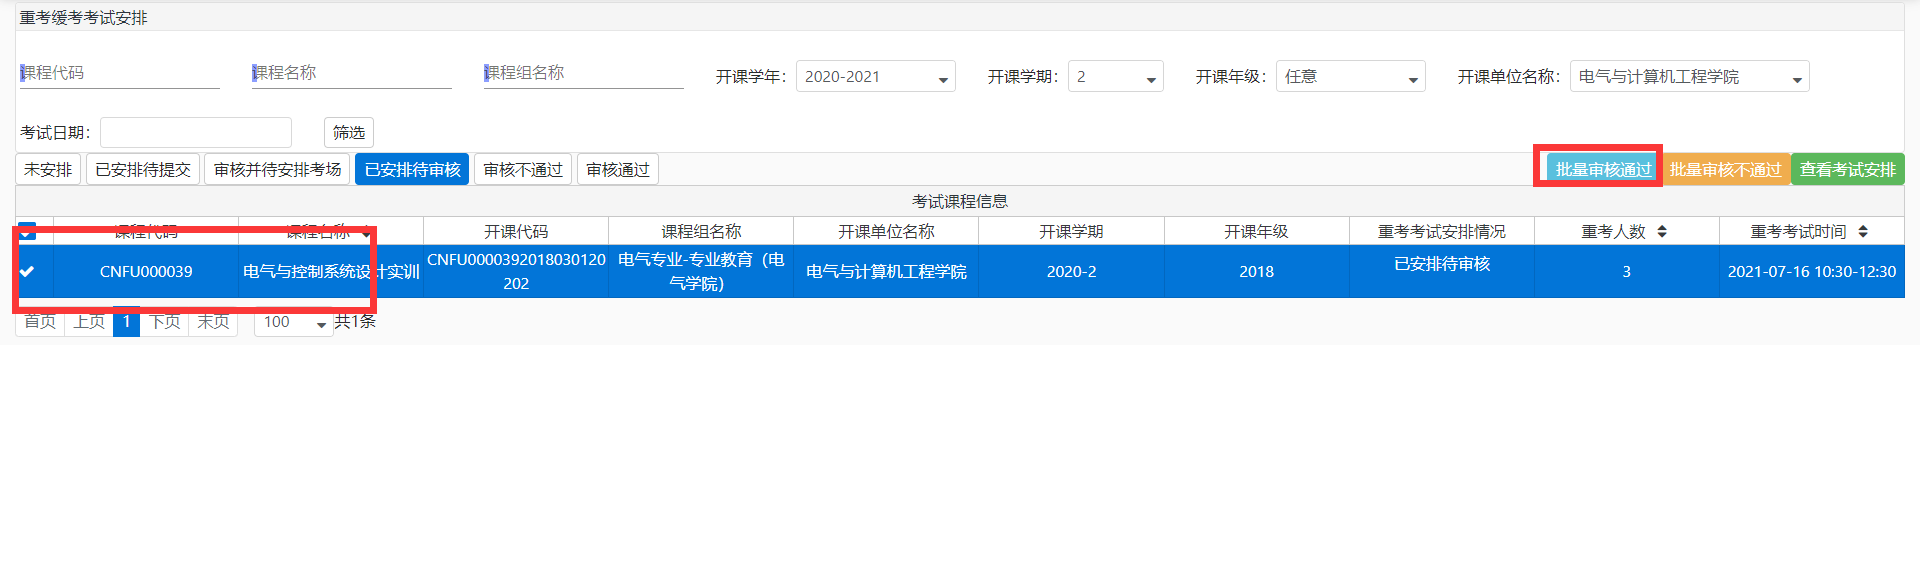 重考缓考考试安排
课程代码 课程名称 课程组名称 开课学年： 2020-2021 开课学期： 2 开课年级： 任意 开课单位名称： 电气与计算机工程学院
考试日期： 筛选
未安排 已安排待提交 审核并待安排考场 已安排待审核 审核不通过 审核通过 批量审核通过 批量审核不通过 查看考试安排
考试课程信息
课程代码 课程名称 开课代码 课程组名称 开课单位名称 开课学期 开课年级 重考考试安排情况 重考人数 重考考试时间
CNFU000039 电气与控制系统设计实训 CNFU0000392018030120 电气专业-专业教育（电 电气与计算机工程学院 2020-2 2018 已安排待审核 3 2021-07-16 10:30-12:30
202 气学院）
首页 上页 1 下页 末页 100 共1条